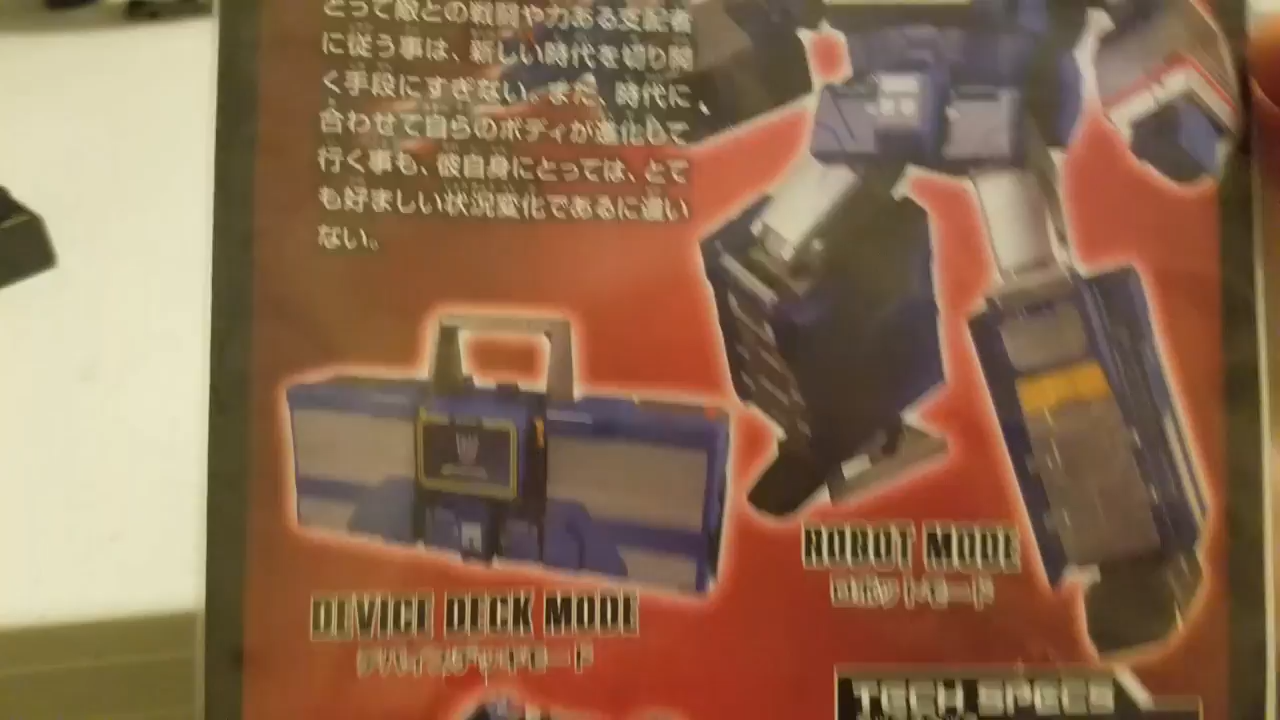 とって敵との戦闘や力ある支配者
に従う事は、新しい時代を切り開
く手段にすぎない。また、時代に
合わせて自らのボディが進化して
行く事も、彼自身にとっては、とて
も好ましい状況変化であるに違い
ない。
DEVICE DECK MODE
ROBOT MODE
ロボットモード
TECH SPECS